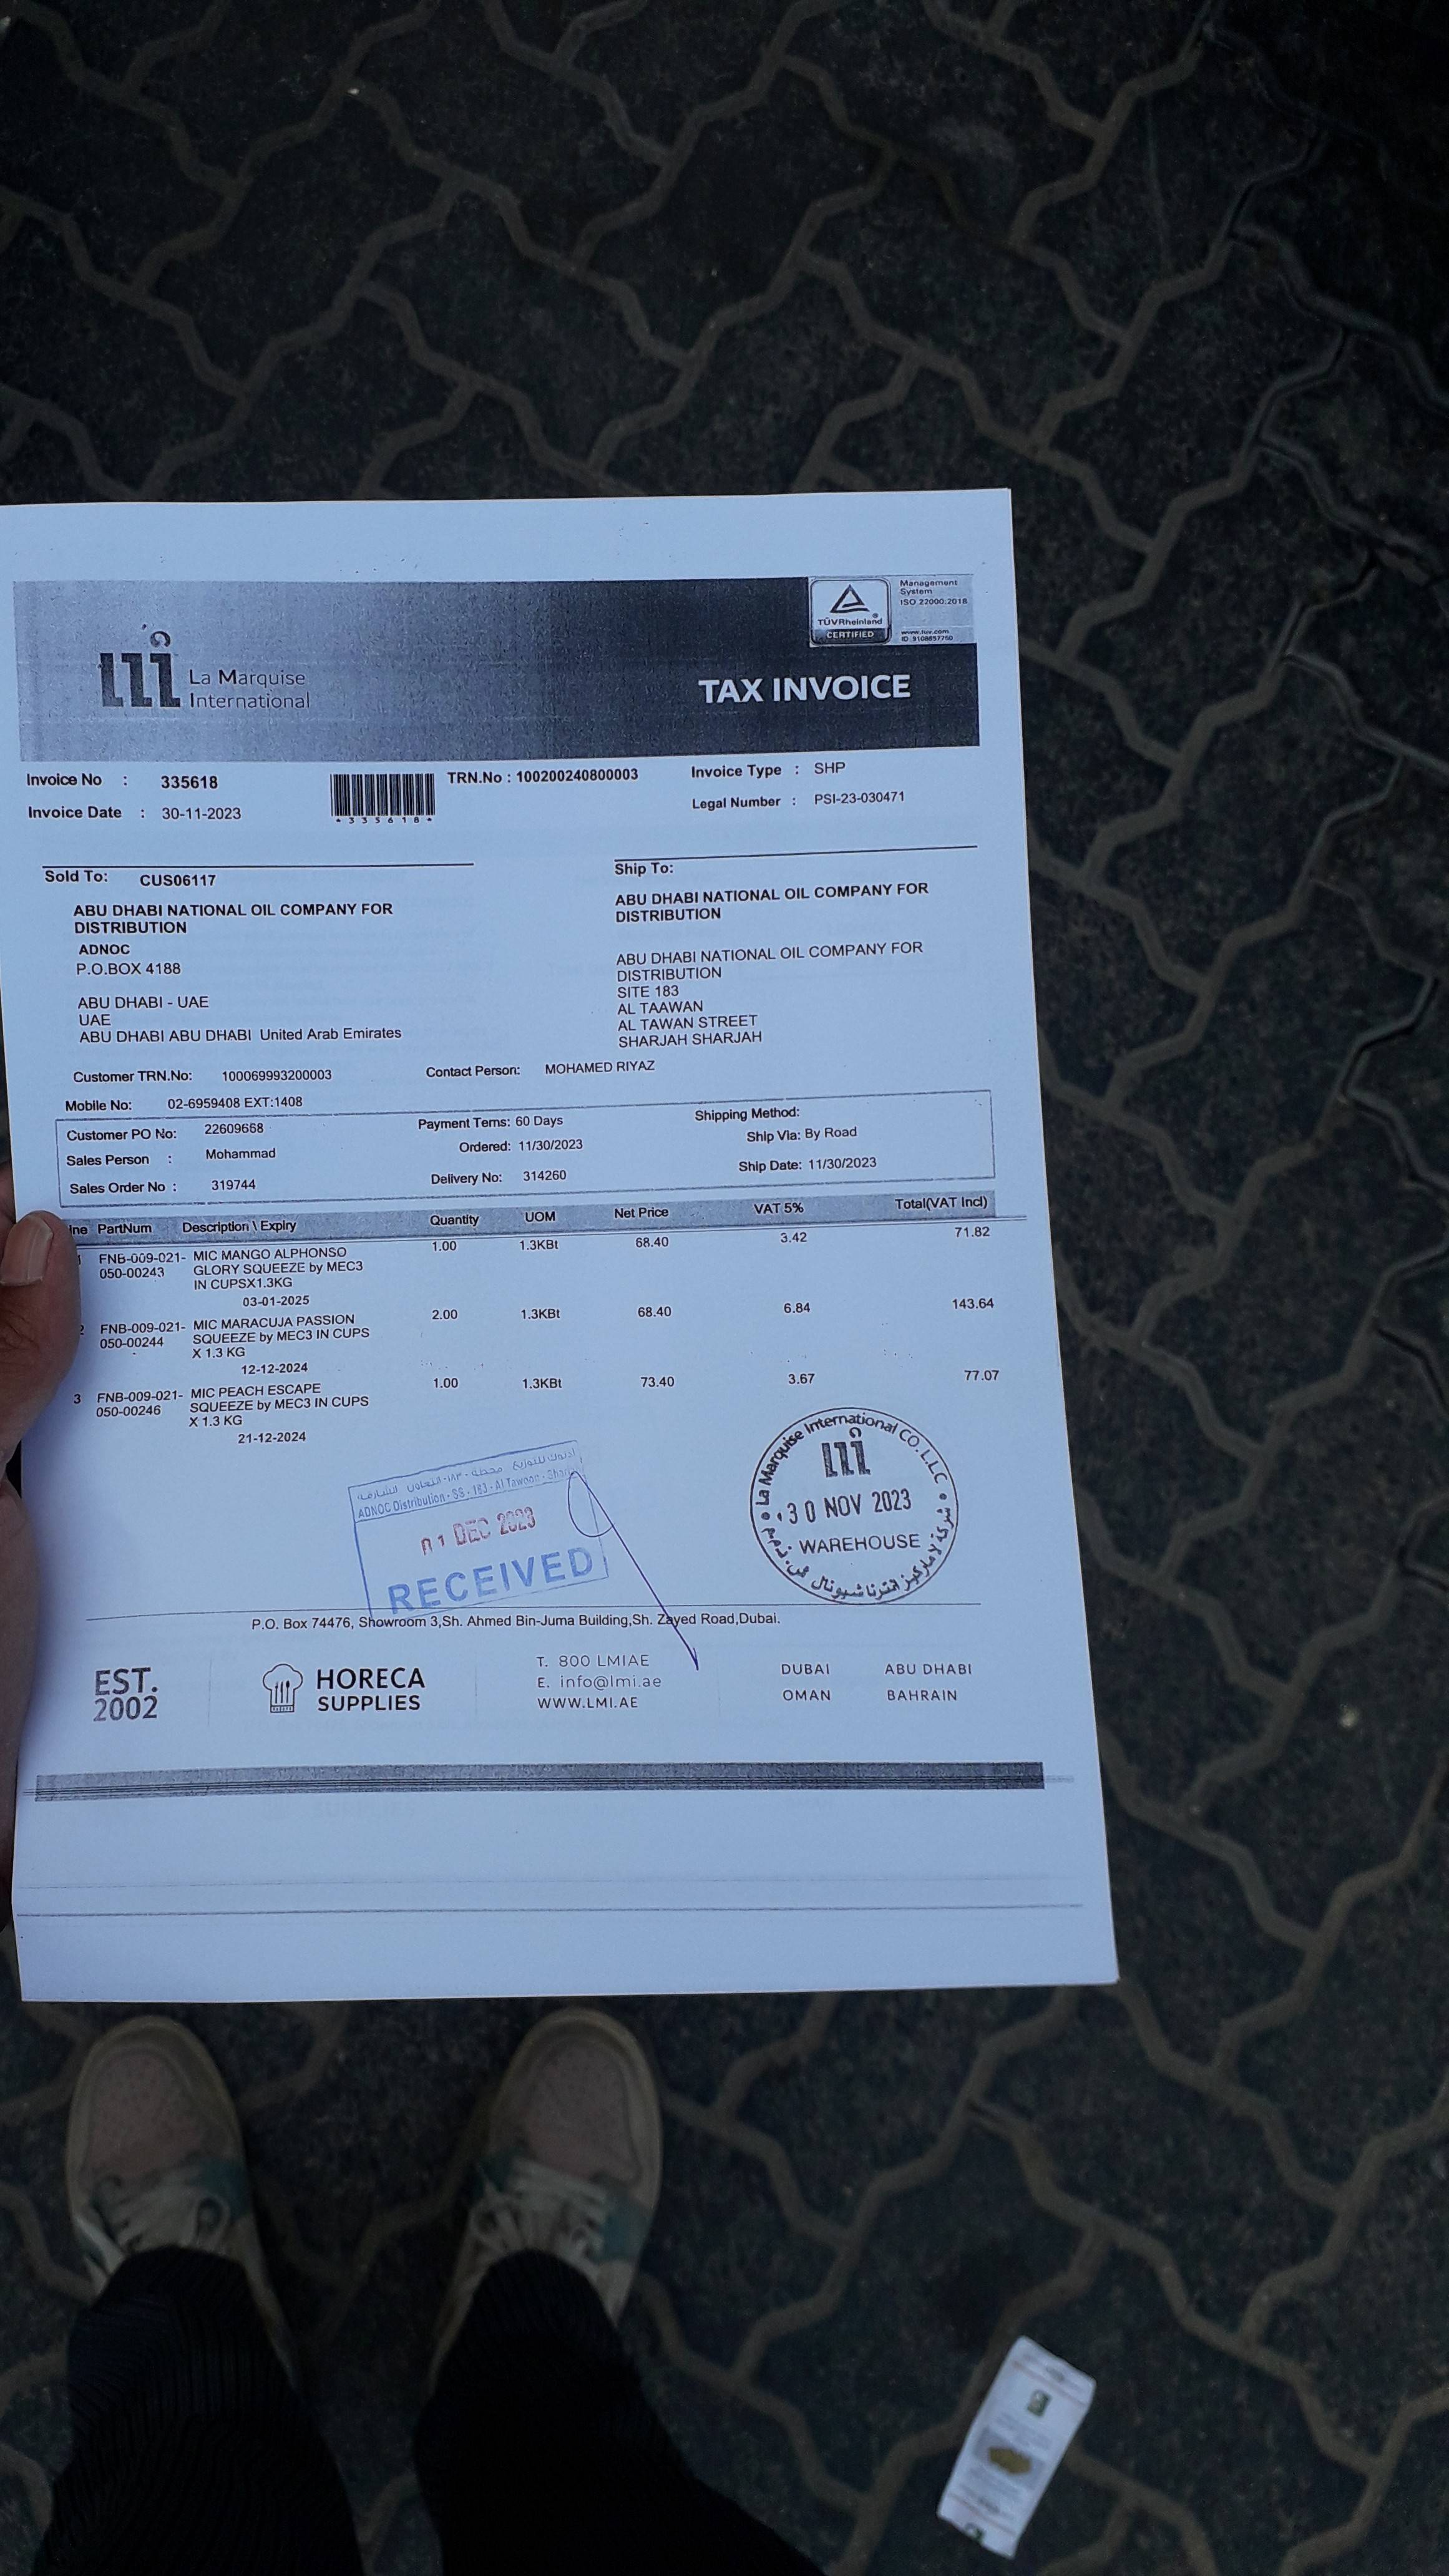 La Marquise
International
TÜVRheinland
CERTIFIED
Management
System
ISO 22000:2018
www.tuv.com
ID 9108657750
TAX INVOICE
Invoice No : 335618
Invoice Date : 30-11-2023
*335618*
TRN.No : 100200240800003
Invoice Type : SHP
Legal Number : PSI-23-030471
Sold To: CUS06117
ABU DHABI NATIONAL OIL COMPANY FOR
DISTRIBUTION
ADNOC
P.O.BOX 4188
ABU DHABI - UAE
UAE
ABU DHABI ABU DHABI United Arab Emirates
Ship To:
ABU DHABI NATIONAL OIL COMPANY FOR
DISTRIBUTION
ABU DHABI NATIONAL OIL COMPANY FOR
DISTRIBUTION
SITE 183
AL TAAWAN
AL TAWAN STREET
SHARJAH SHARJAH
Customer TRN.No: 100069993200003
Contact Person: MOHAMED RIYAZ
Mobile No: 02-6959408 EXT:1408
Customer PO No: 22609668
Sales Person : Mohammad
Sales Order No : 319744
Payment Tems: 60 Days
Ordered: 11/30/2023
Delivery No: 314260
Shipping Method:
Ship Via: By Road
Ship Date: 11/30/2023
ine PartNum Description \ Expiry Quantity UOM Net Price VAT 5% Total(VAT Incl)
FNB-009-021- MIC MANGO ALPHONSO 1.00 1.3KBt 68.40 3.42 71.82
050-00243 GLORY SQUEEZE by MEC3
IN CUPSX1.3KG
03-01-2025
2 FNB-009-021- MIC MARACUJA PASSION 2.00 1.3KBt 68.40 6.84 143.64
050-00244 SQUEEZE by MEC3 IN CUPS
X 1.3 KG
12-12-2024
3 FNB-009-021- MIC PEACH ESCAPE 1.00 1.3KBt 73.40 3.67 77.07
050-00246 SQUEEZE by MEC3 IN CUPS
X 1.3 KG
21-12-2024
أدنوك للتوزيع محطة - ١٨٣ - التعاون الشارقة
ADNOC Distribution - SS - 183 - Al Tawoon - Sharj
01 DEC 2023
RECEIVED
La Marquise International CO. L.L.C
30 NOV 2023
WAREHOUSE
شركة لاماركيز انترناشيونال ش.ذ.م.م
P.O. Box 74476, Showroom 3,Sh. Ahmed Bin-Juma Building,Sh. Zayed Road,Dubai.
EST.
2002
HORECA
SUPPLIES
T. 800 LMIAE
E. info@lmi.ae
WWW.LMI.AE
DUBAI ABU DHABI
OMAN BAHRAIN